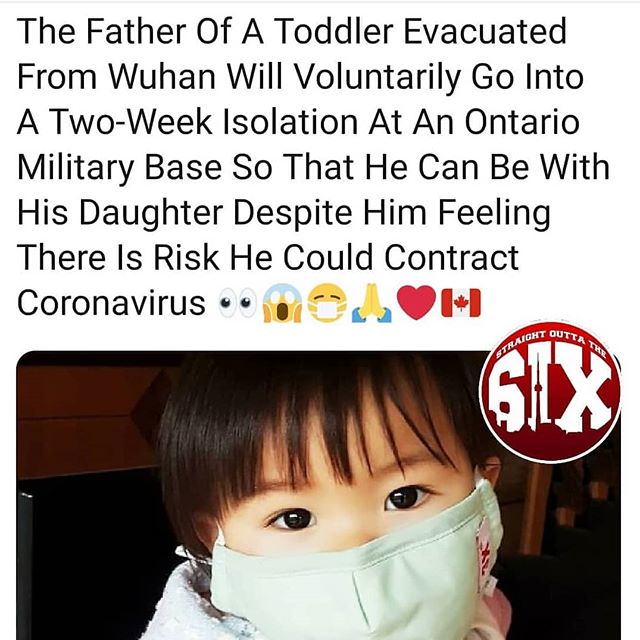 The Father Of A Toddler Evacuated
From Wuhan Will Voluntarily Go Into
A Two-Week Isolation At An Ontario
Military Base So That He Can Be With
His Daughter Despite Him Feeling
There Is Risk He Could Contract
Coronavirus 👀😱😷🙏❤️🇨🇦
STRAIGHT OUTTA THE
6IX